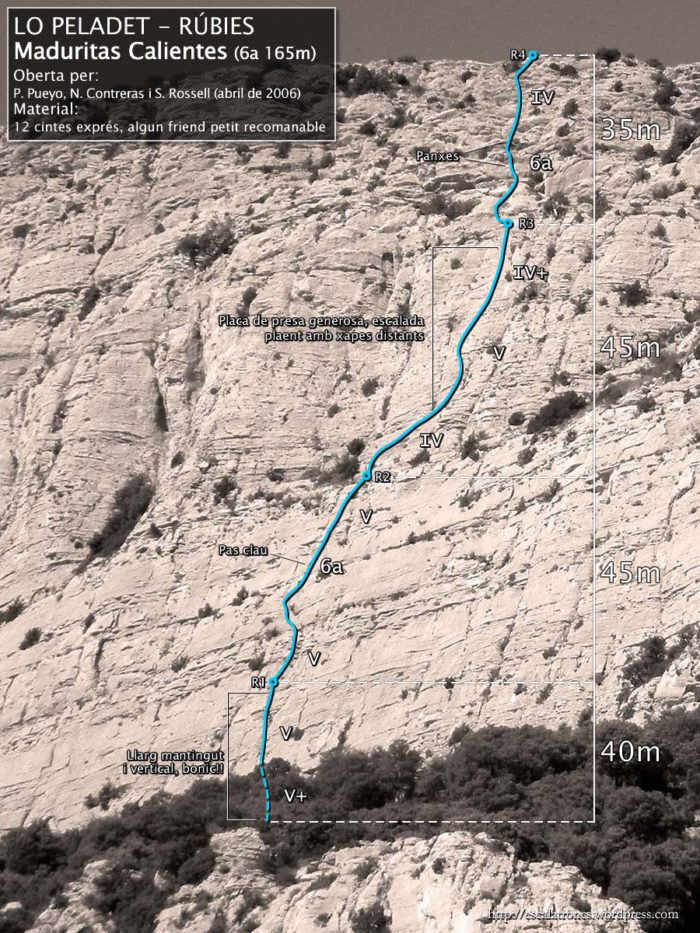 LO PELADET – RÚBIES
Maduritas Calientes (6a 165m)
Oberta per:
P. Pueyo, N. Contreras i S. Rossell (abril de 2006)
Material:
12 cintes exprés, algun friend petit recomanable
R4
IV
35m
Panxes
6a
R3
IV+
Placa de presa generosa, escalada
plaent amb xapes distants
45m
V
IV
R2
V
Pas clau
6a
45m
V
R1
V
Llarg mantingut
i vertical, bonic!!
40m
V+
http://escalatroncs.wordpress.com